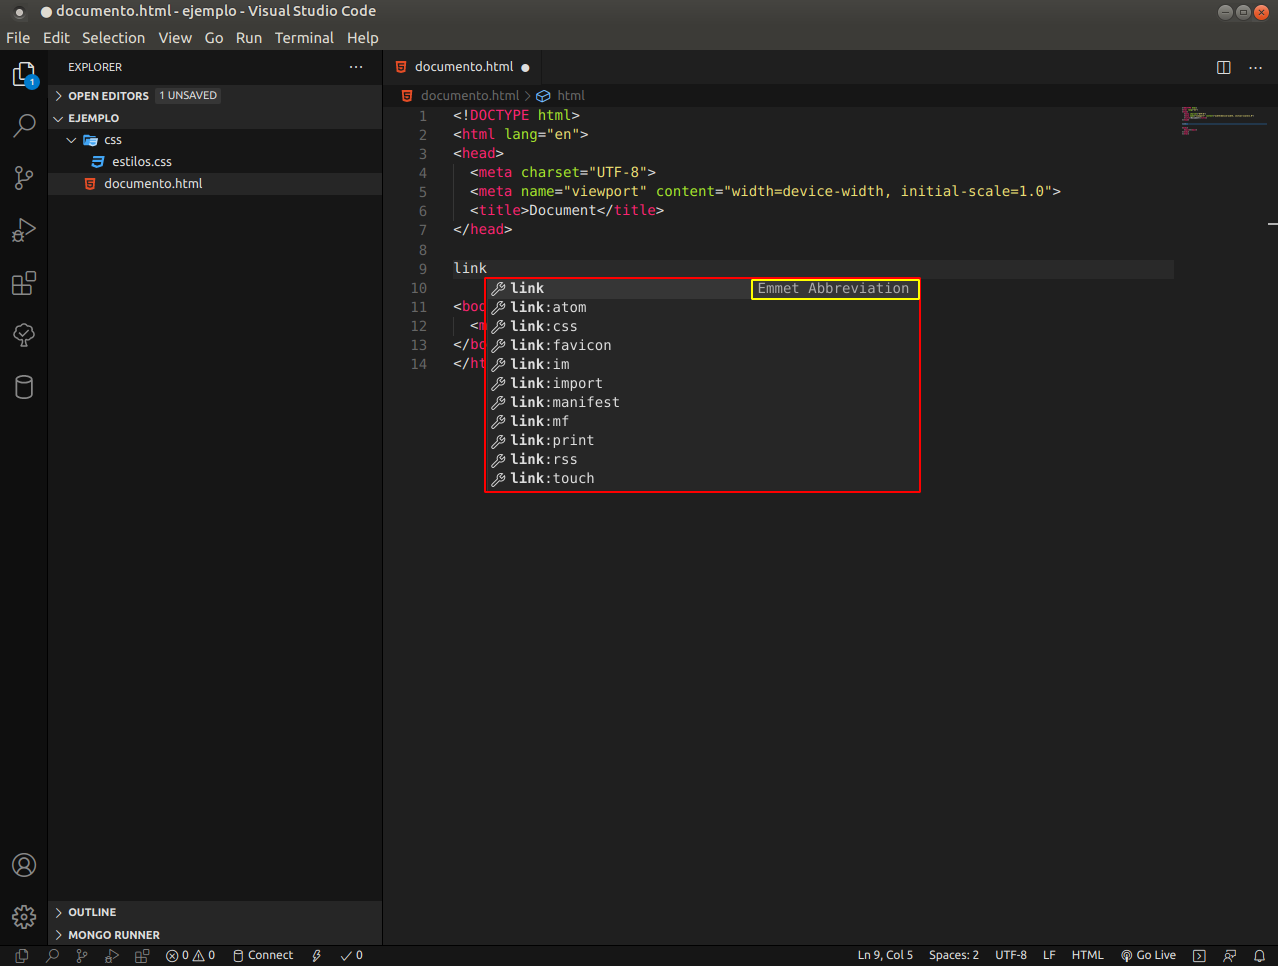 documento.html - ejemplo - Visual Studio Code
File Edit Selection View Go Run Terminal Help
EXPLORER
OPEN EDITORS 1 UNSAVED
EJEMPLO
css
estilos.css
documento.html
OUTLINE
MONGO RUNNER
1
documento.html
documento.html > html
1 <!DOCTYPE html>
2 <html lang="en">
3 <head>
4 <meta charset="UTF-8">
5 <meta name="viewport" content="width=device-width, initial-scale=1.0">
6 <title>Document</title>
7 </head>
8
9 link
10
11 <bod
12 <m
13 </bo
14 </ht
link Emmet Abbreviation
link:atom
link:css
link:favicon
link:im
link:import
link:manifest
link:mf
link:print
link:rss
link:touch
0 0 Connect 0 Ln 9, Col 5 Spaces: 2 UTF-8 LF HTML Go Live